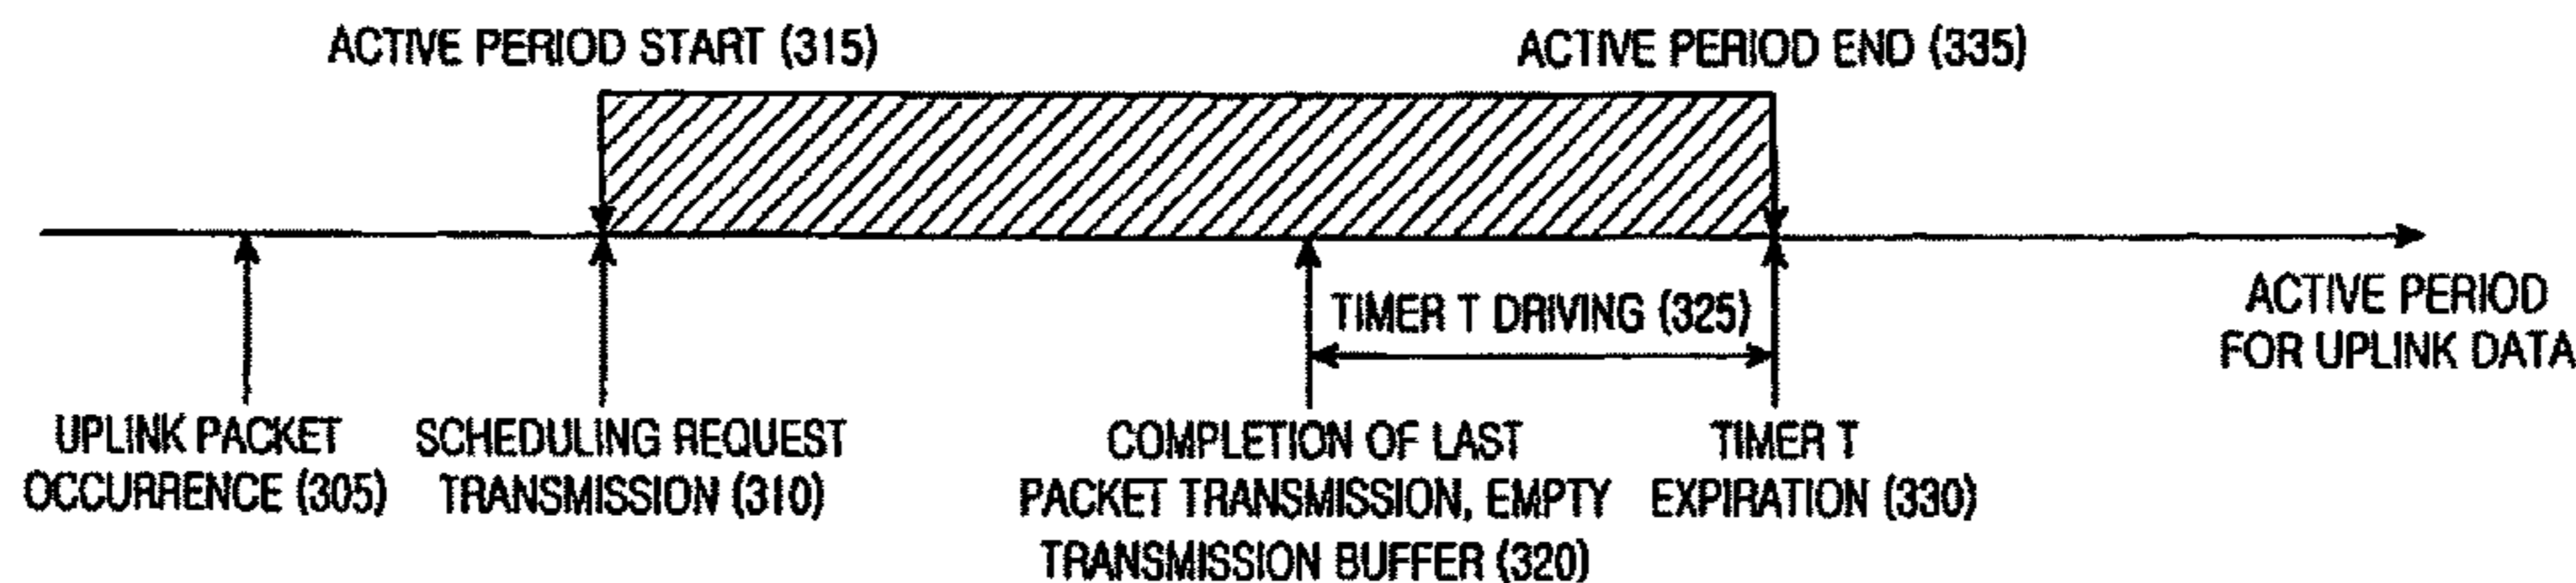 ACTIVE PERIOD START (315)
ACTIVE PERIOD END (335)
TIMER T DRIVING (325)
ACTIVE PERIOD
FOR UPLINK DATA
UPLINK PACKET
OCCURRENCE (305)
SCHEDULING REQUEST
TRANSMISSION (310)
COMPLETION OF LAST
PACKET TRANSMISSION, EMPTY
TRANSMISSION BUFFER (320)
TIMER T
EXPIRATION (330)